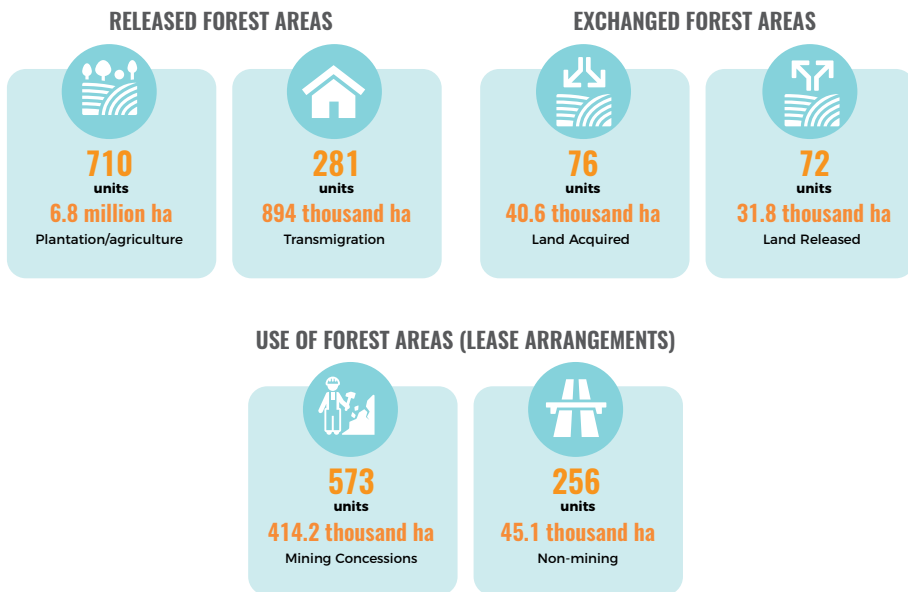 RELEASED FOREST AREAS
710
units
6.8 million ha
Plantation/agriculture
281
units
894 thousand ha
Transmigration
EXCHANGED FOREST AREAS
76
units
40.6 thousand ha
Land Acquired
72
units
31.8 thousand ha
Land Released
USE OF FOREST AREAS (LEASE ARRANGEMENTS)
573
units
414.2 thousand ha
Mining Concessions
256
units
45.1 thousand ha
Non-mining